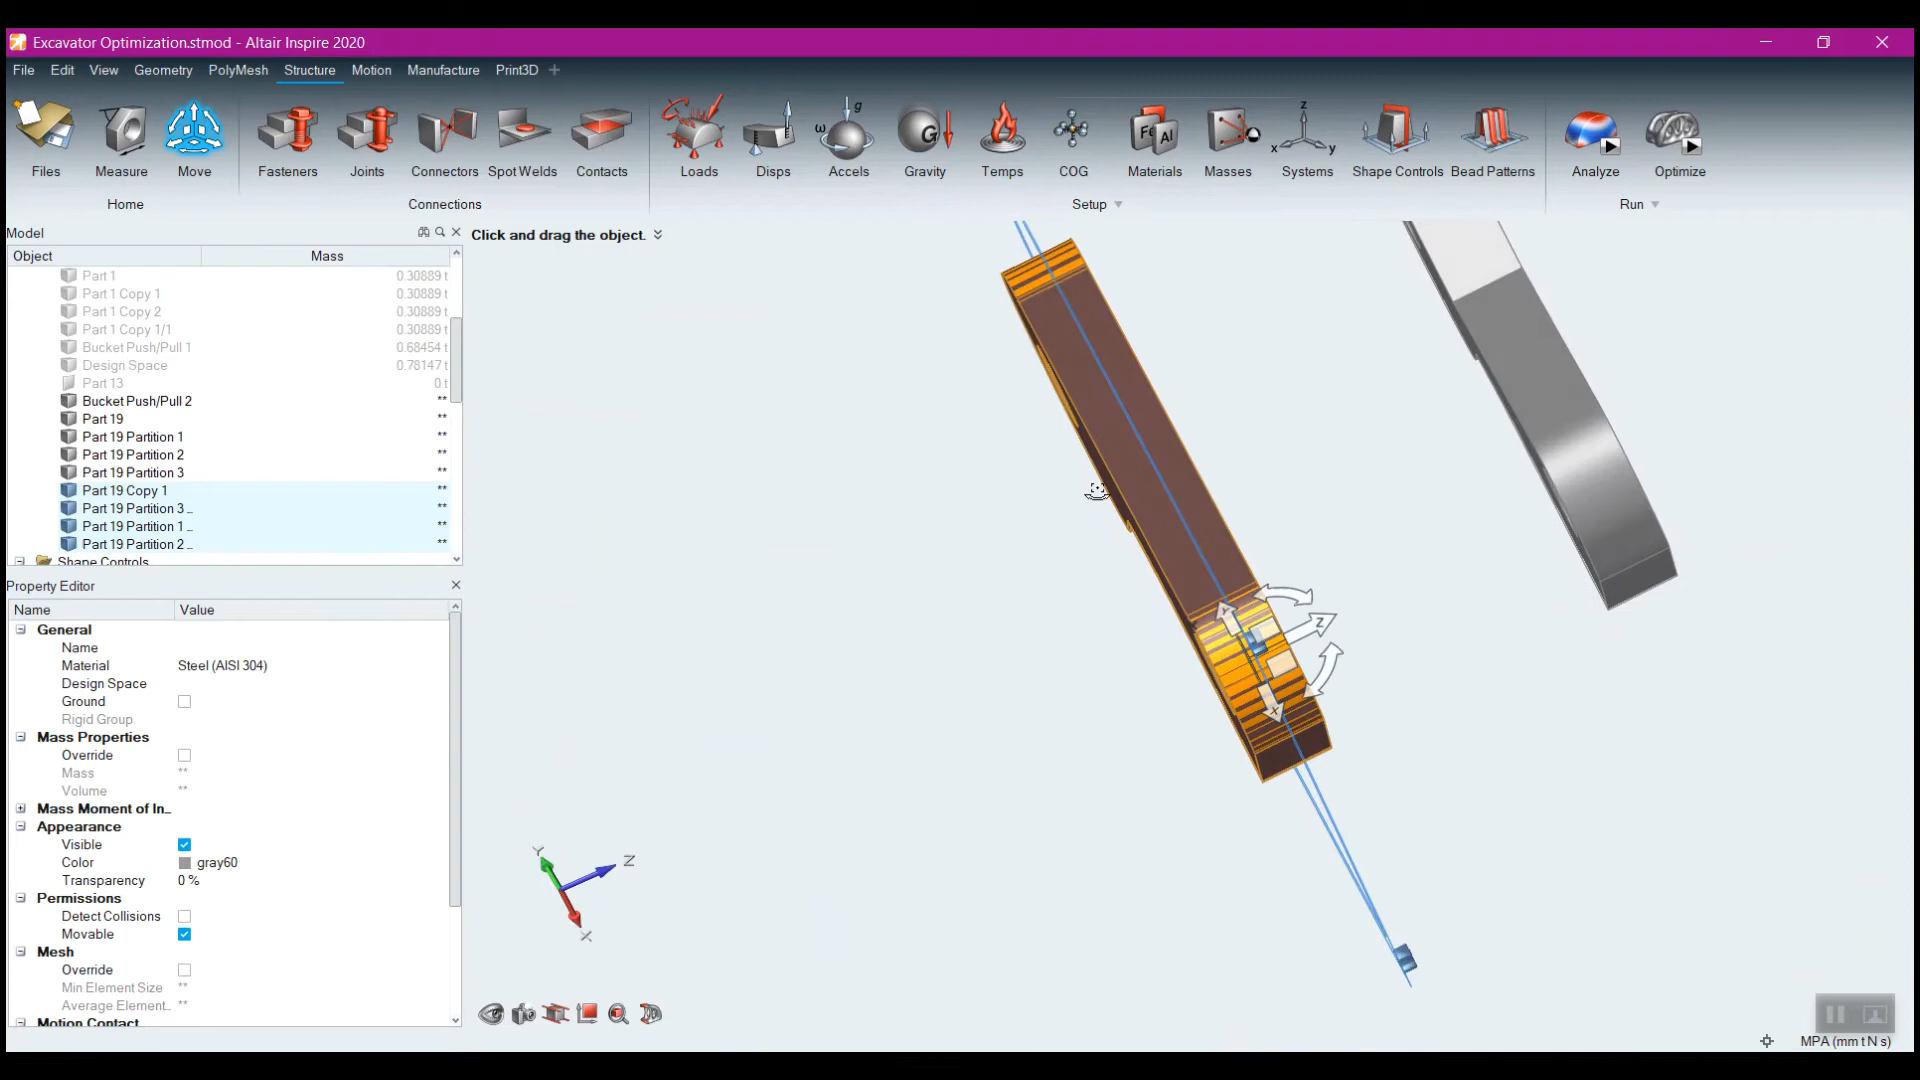 Excavator Optimization.stmod - Altair Inspire 2020
File Edit View Geometry PolyMesh Structure Motion Manufacture Print3D +
g
ω
G
Fe Al
z
x y
Files Measure Move Fasteners Joints Connectors Spot Welds Contacts Loads Disps Accels Gravity Temps COG Materials Masses Systems Shape Controls Bead Patterns Analyze Optimize
Home Connections Setup Run
Model
Click and drag the object.
Object Mass
Part 1 0.30889 t
Part 1 Copy 1 0.30889 t
Part 1 Copy 2 0.30889 t
Part 1 Copy 1/1 0.30889 t
Bucket Push/Pull 1 0.68454 t
Design Space 0.78147 t
Part 13 0 t
Bucket Push/Pull 2 **
Part 19 **
Part 19 Partition 1 **
Part 19 Partition 2 **
Part 19 Partition 3 **
Part 19 Copy 1 **
Part 19 Partition 3 ... **
Part 19 Partition 1 ... **
Part 19 Partition 2 ... **
Shape Controls
Property Editor
Name Value
General
Name
Material Steel (AISI 304)
Design Space
Ground
Rigid Group
Mass Properties
Override
Mass **
Volume **
Mass Moment of In...
Appearance
Visible
Color gray60
Transparency 0 %
Permissions
Detect Collisions
Movable
Mesh
Override
Min Element Size **
Average Element... **
Motion Contact
Y
Z
X
Y
Z
X
MPA (mm t N s)